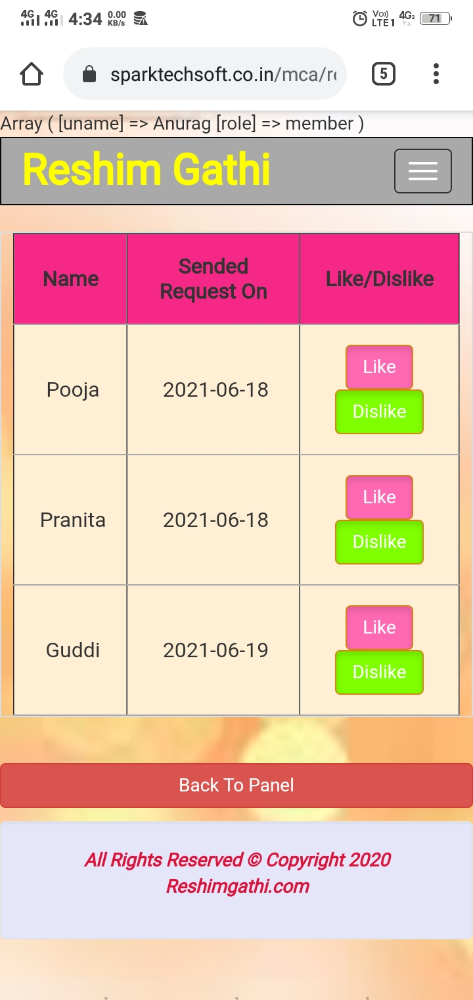 4G 4G 4:34 0.00 KB/s Vo)) LTE1 4G2 71
sparktechsoft.co.in/mca/re 5
Array ( [uname] => Anurag [role] => member )
Reshim Gathi
Name Sended Request On Like/Dislike
Pooja 2021-06-18 Like
Dislike
Pranita 2021-06-18 Like
Dislike
Guddi 2021-06-19 Like
Dislike
Back To Panel
All Rights Reserved © Copyright 2020
Reshimgathi.com